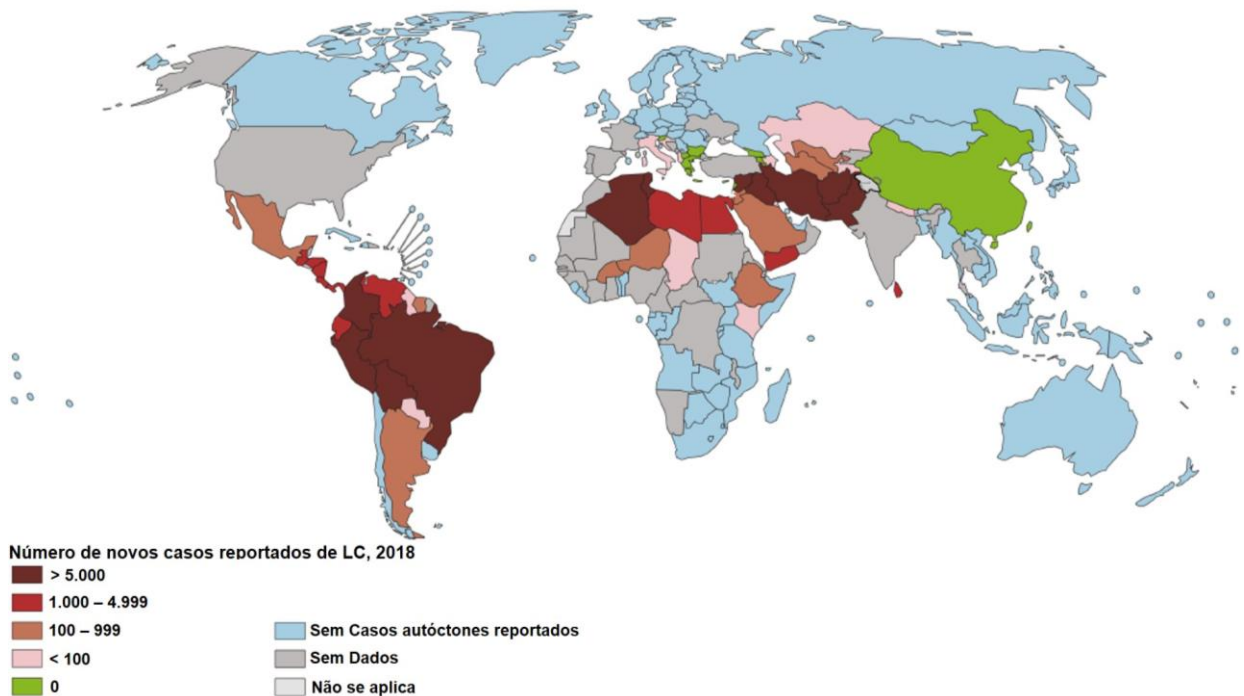 Número de novos casos reportados de LC, 2018
> 5.000
1.000 – 4.999
100 – 999
< 100
0
Sem Casos autóctones reportados
Sem Dados
Não se aplica